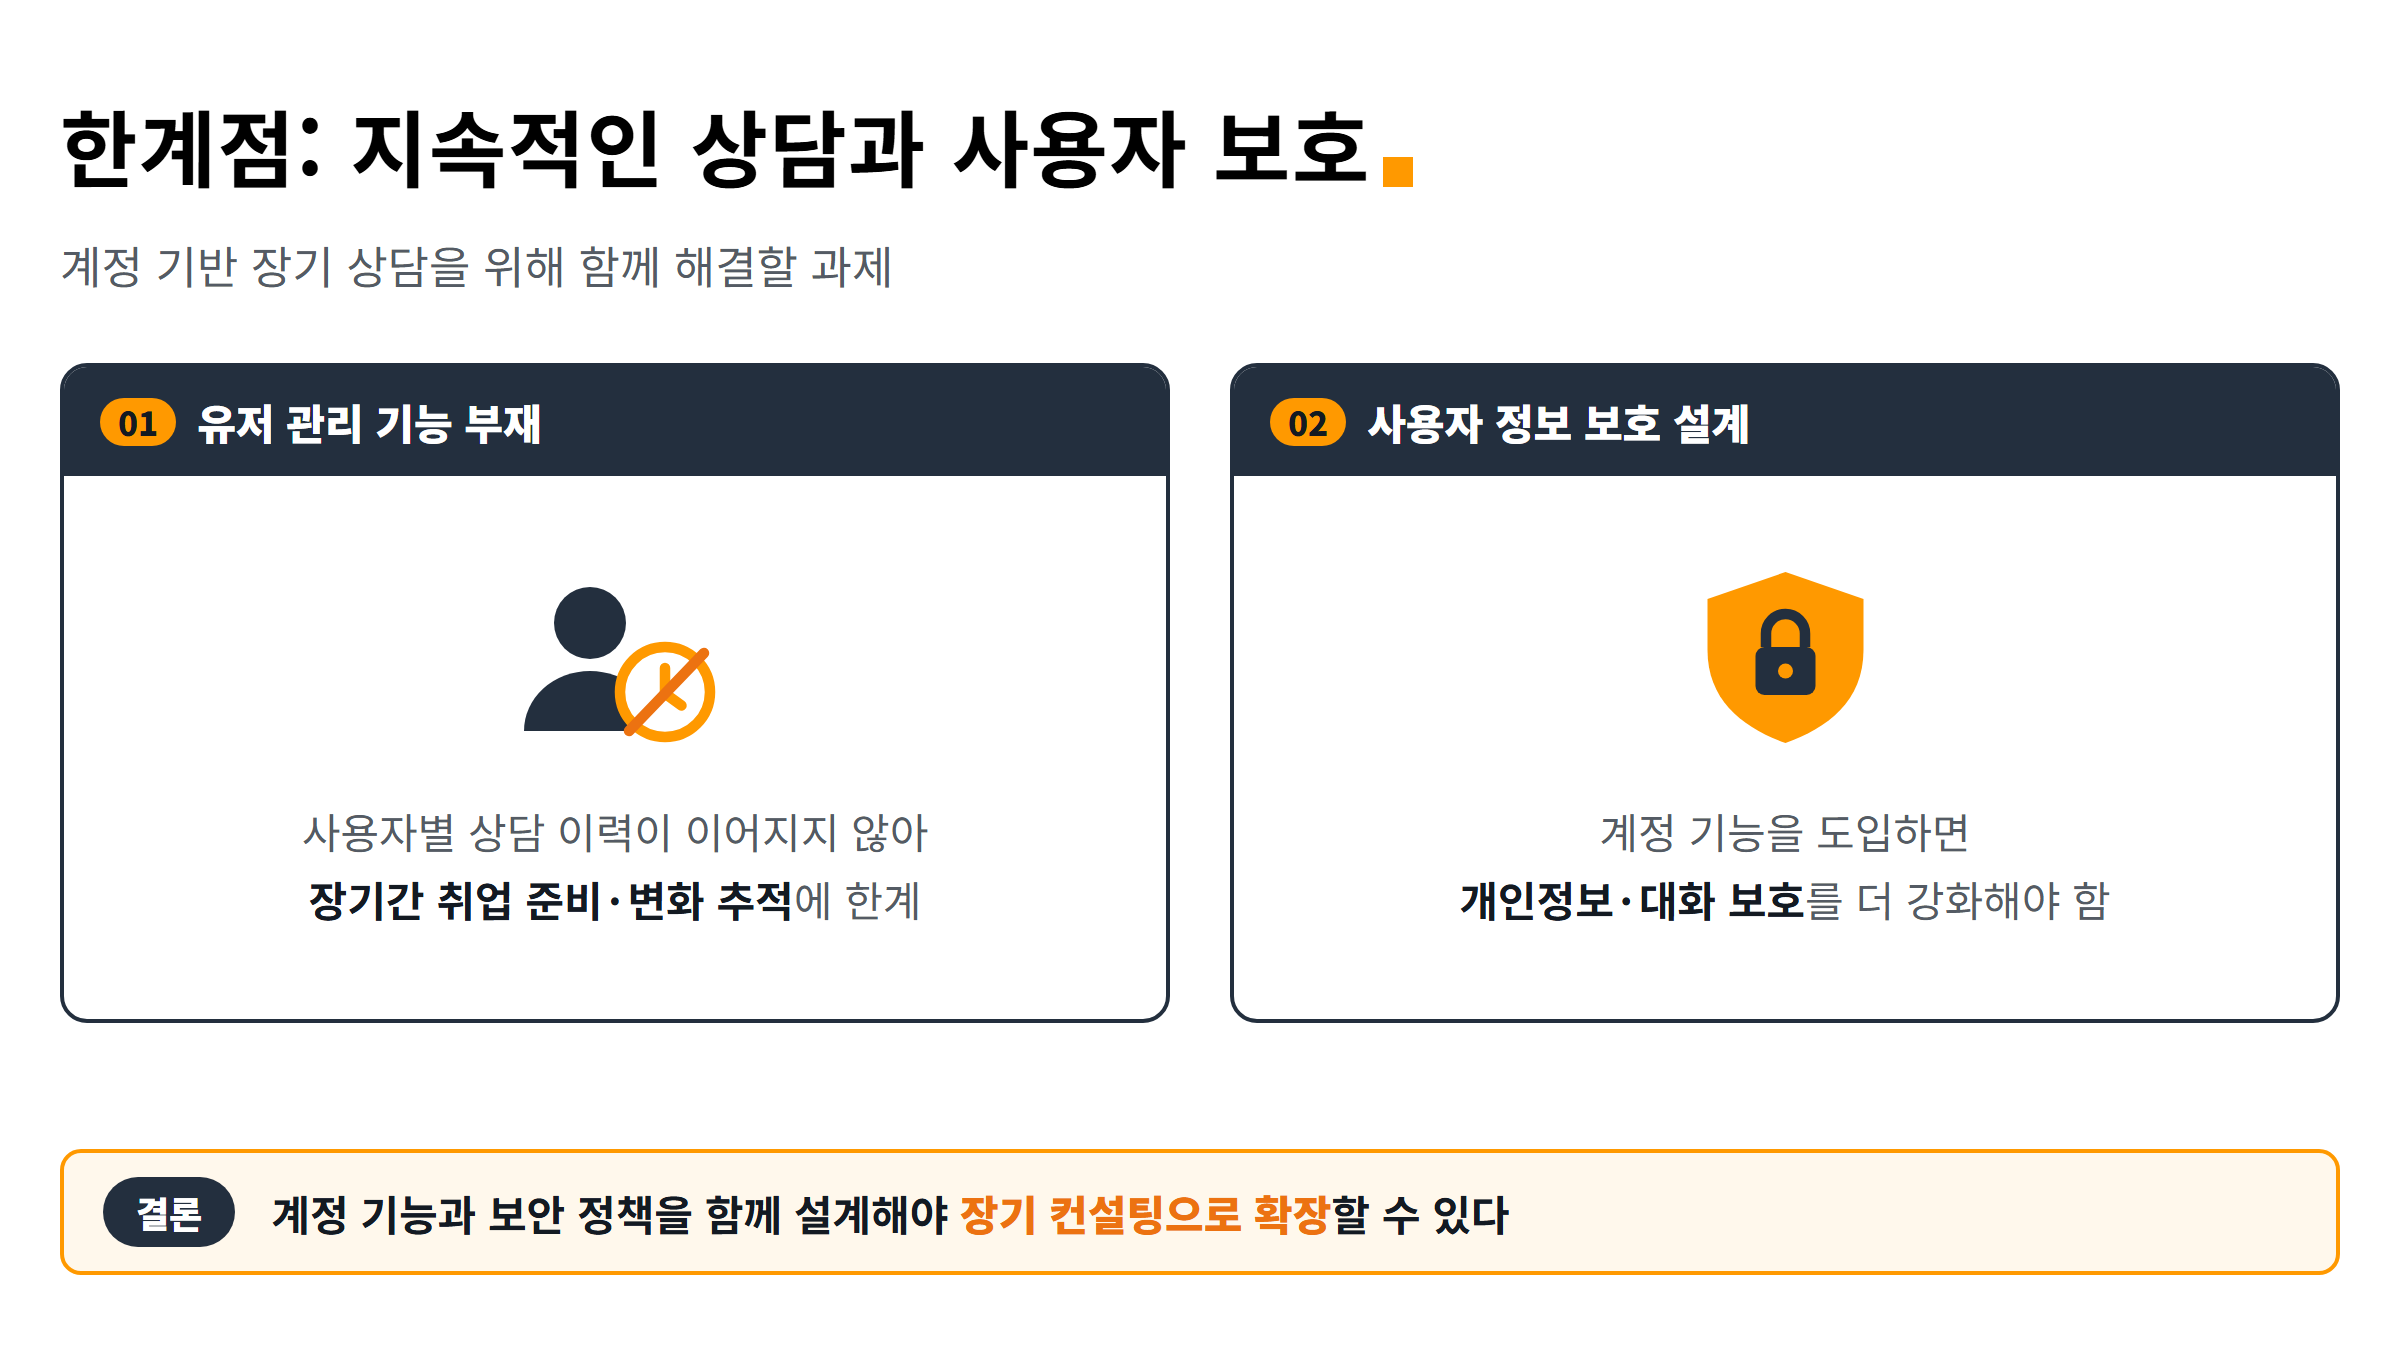 한계점: 지속적인 상담과 사용자 보호
계정 기반 장기 상담을 위해 함께 해결할 과제
01 유저 관리 기능 부재
사용자별 상담 이력이 이어지지 않아
장기간 취업 준비·변화 추적에 한계
02 사용자 정보 보호 설계
계정 기능을 도입하면
개인정보·대화 보호를 더 강화해야 함
결론 계정 기능과 보안 정책을 함께 설계해야 장기 컨설팅으로 확장할 수 있다